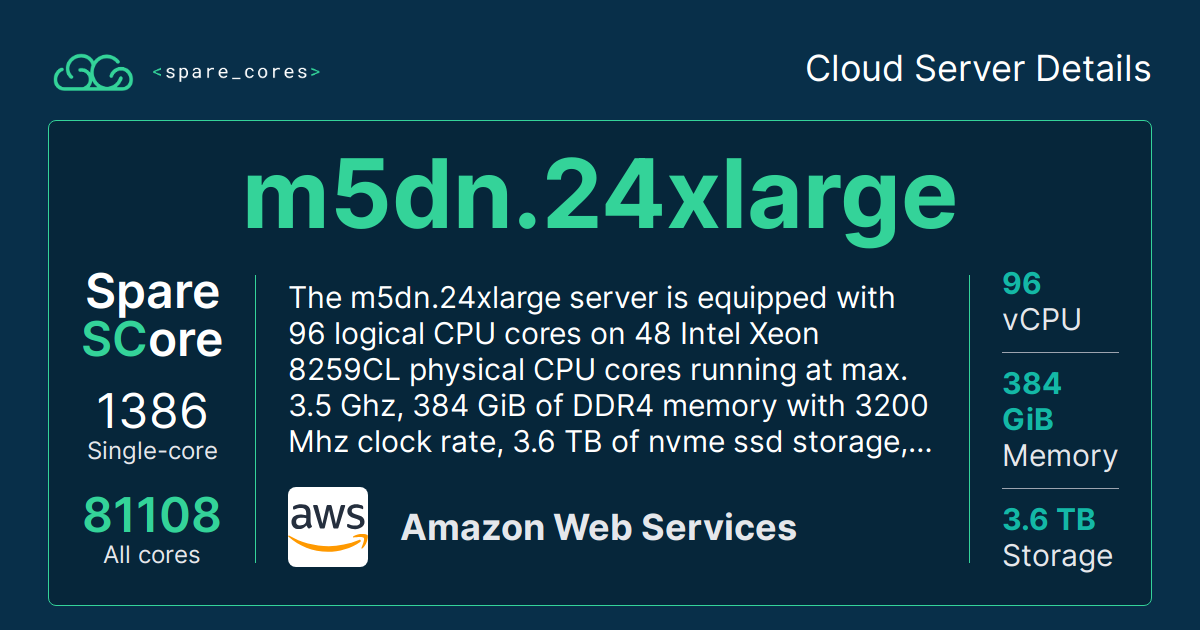 <spare_cores>
Cloud Server Details
m5dn.24xlarge
Spare
SCore
1386
Single-core
81108
All cores
The m5dn.24xlarge server is equipped with
96 logical CPU cores on 48 Intel Xeon
8259CL physical CPU cores running at max.
3.5 Ghz, 384 GiB of DDR4 memory with 3200
Mhz clock rate, 3.6 TB of nvme ssd storage,...
aws
Amazon Web Services
96
vCPU
384
GiB
Memory
3.6 TB
Storage